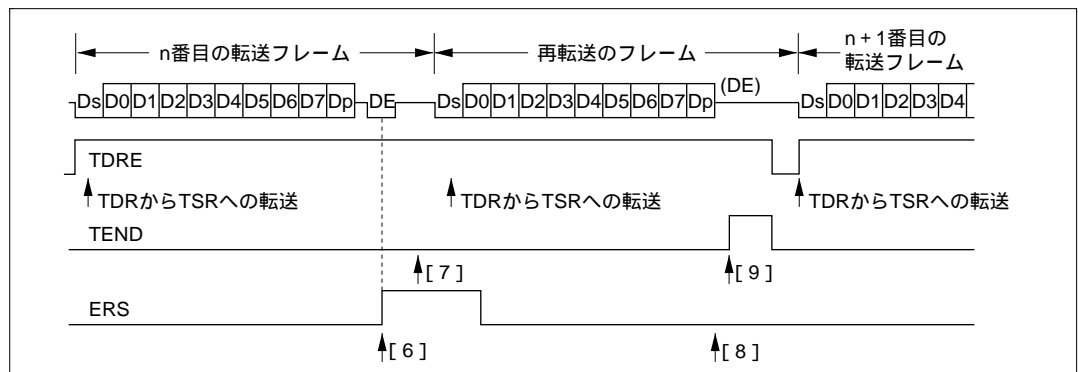 n番目の転送フレーム
再転送のフレーム
n+1番目の
転送フレーム
Ds D0 D1 D2 D3 D4 D5 D6 D7 Dp DE
Ds D0 D1 D2 D3 D4 D5 D6 D7 Dp (DE)
Ds D0 D1 D2 D3 D4
TDRE
TDRからTSRへの転送
TDRからTSRへの転送
TDRからTSRへの転送
TEND
[ 7 ]
[ 9 ]
ERS
[ 6 ]
[ 8 ]